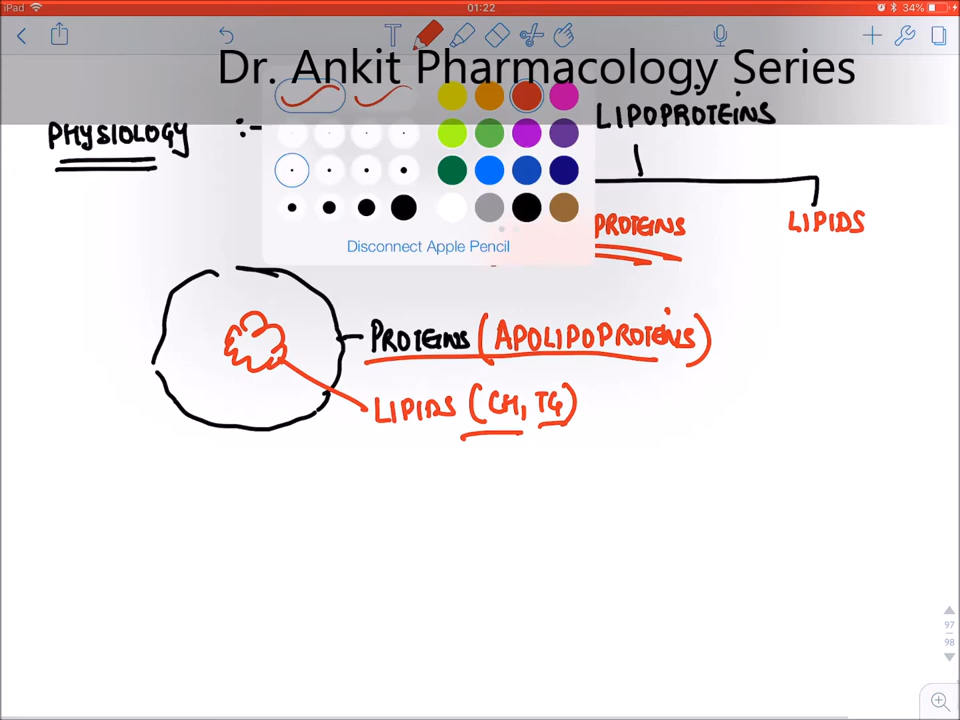 iPad 01:22 34%
T
Dr. Ankit Pharmacology Series
PHYSIOLOGY :- LIPOPROTEINS
Disconnect Apple Pencil
PROTEINS LIPIDS
PROTEINS (APOLIPOPROTEINS)
LIPIDS (CH, TG)
97
98